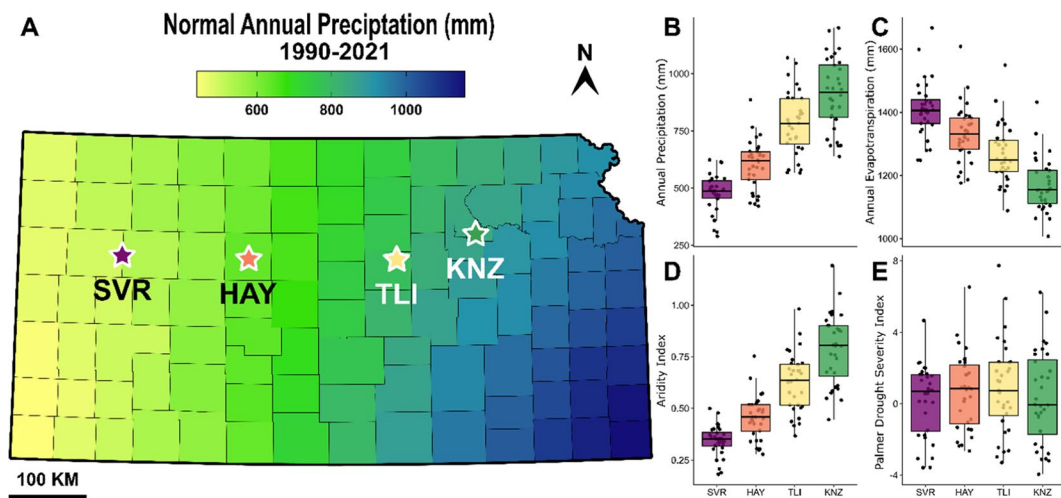 A
Normal Annual Preciptation (mm)
1990-2021
600 800 1000
N
SVR
HAY
TLI
KNZ
100 KM
B
Annual Precipitation (mm)
1000
750
500
250
C
Annual Evapotranspiration (mm)
1600
1400
1200
1000
D
Aridity Index
1.00
0.75
0.50
0.25
SVR HAY TLI KNZ
E
Palmer Drought Severity Index
8
4
0
-4
SVR HAY TLI KNZ